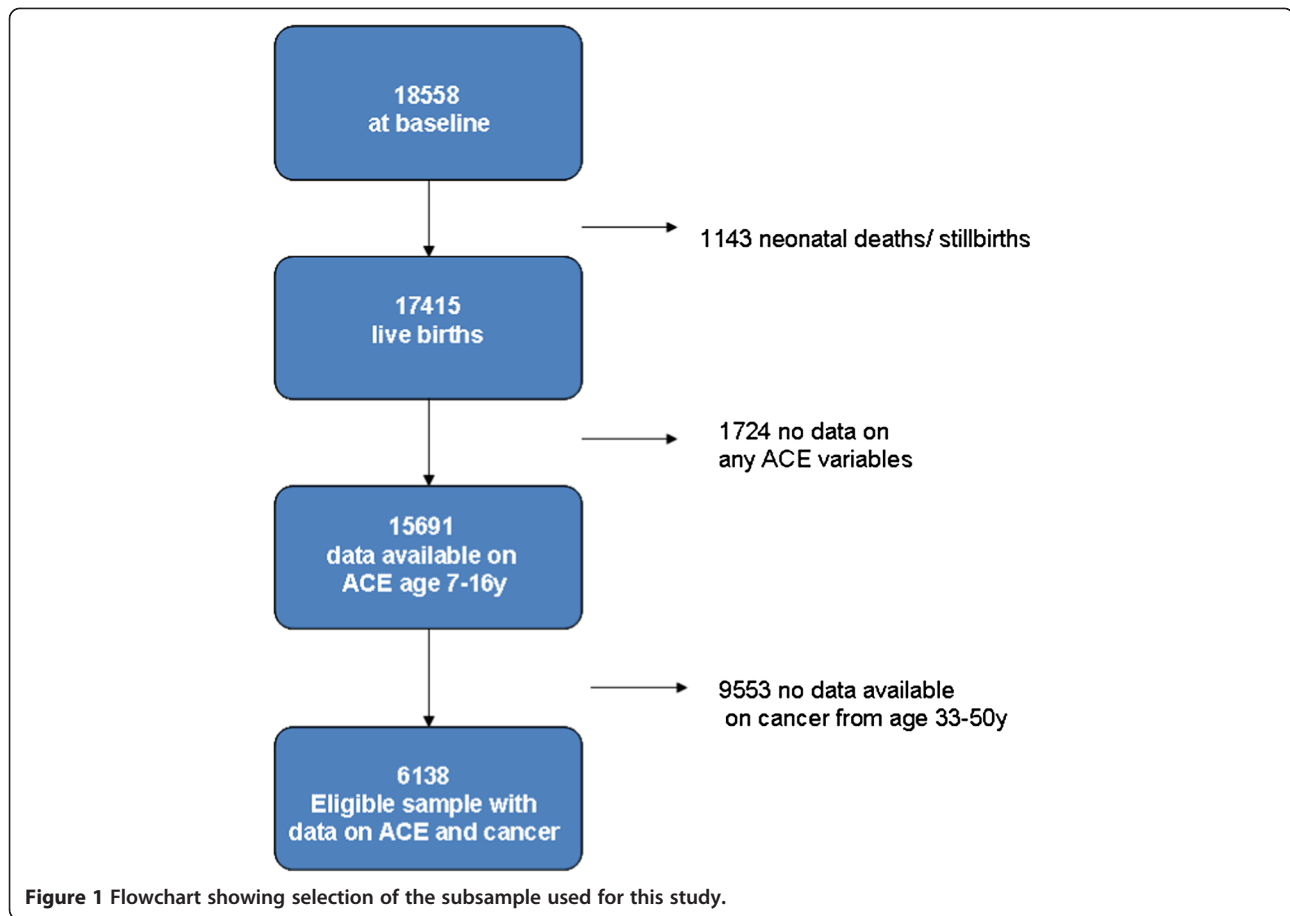 18558
at baseline
1143 neonatal deaths/ stillbirths
17415
live births
1724 no data on
any ACE variables
15691
data available on
ACE age 7-16y
9553 no data available
on cancer from age 33-50y
6138
Eligible sample with
data on ACE and cancer
Figure 1 Flowchart showing selection of the subsample used for this study.